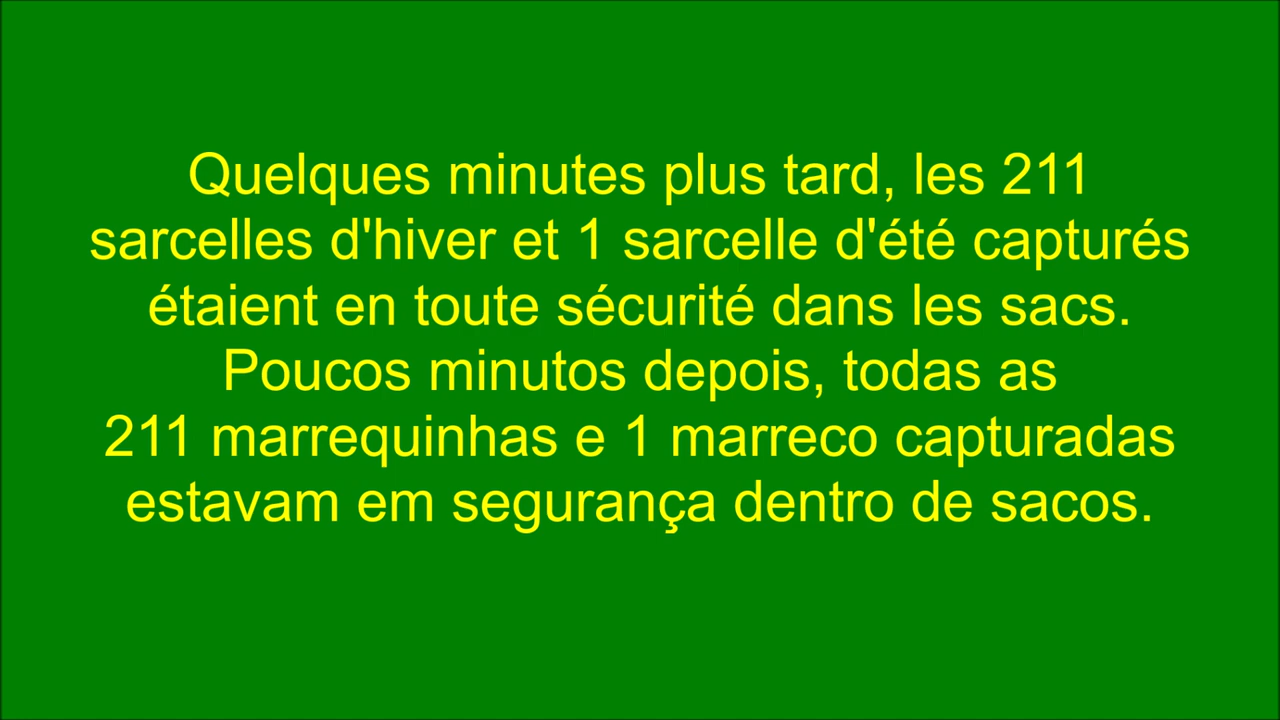 Quelques minutes plus tard, les 211
sarcelles d'hiver et 1 sarcelle d'été capturés
étaient en toute sécurité dans les sacs.
Poucos minutos depois, todas as
211 marrequinhas e 1 marreco capturadas
estavam em segurança dentro de sacos.